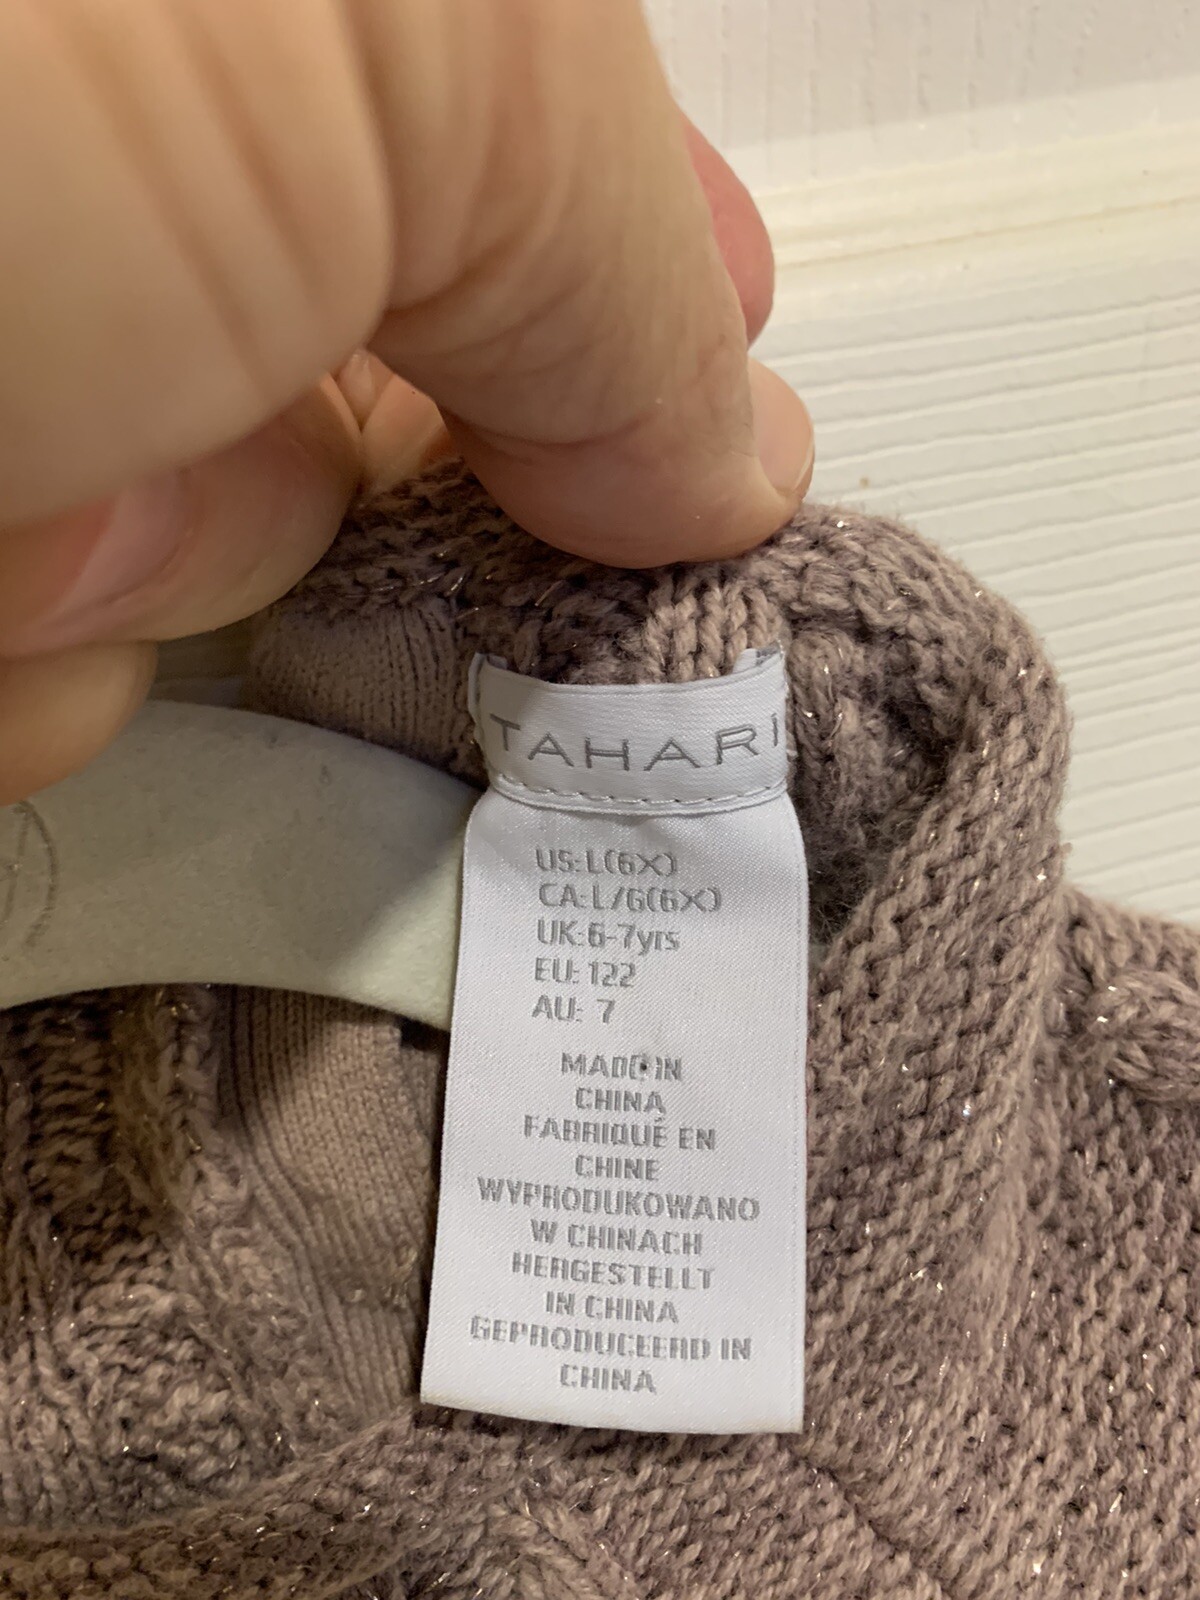 TAHARI
US: L(6X)
CA: L/G(6X)
UK: 6-7yrs
EU: 122
AU: 7
MADE IN
CHINA
FABRIQUÉ EN
CHINE
WYPRODUKOWANO
W CHINACH
HERGESTELLT
IN CHINA
GEPRODUCEERD IN
CHINA